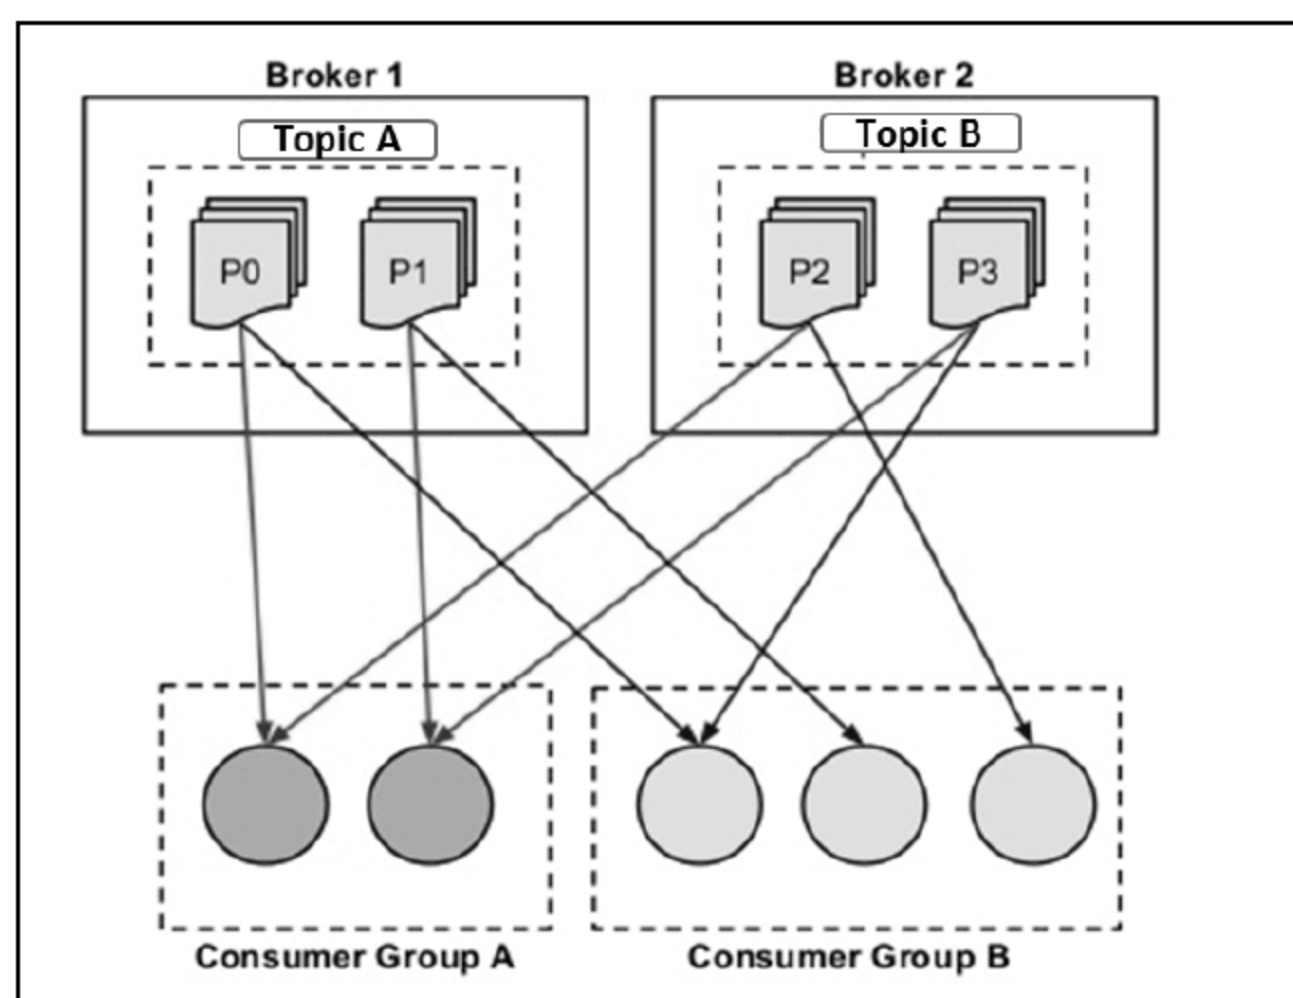 Broker 1
Broker 2
Topic A
Topic B
P0
P1
P2
P3
Consumer Group A
Consumer Group B